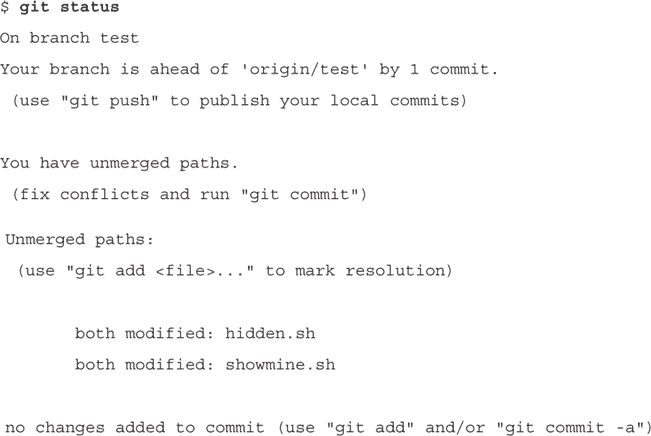 $ git status
On branch test
Your branch is ahead of 'origin/test' by 1 commit.
(use "git push" to publish your local commits)
You have unmerged paths.
(fix conflicts and run "git commit")
Unmerged paths:
(use "git add <file>..." to mark resolution)
both modified: hidden.sh
both modified: showmine.sh
no changes added to commit (use "git add" and/or "git commit -a")